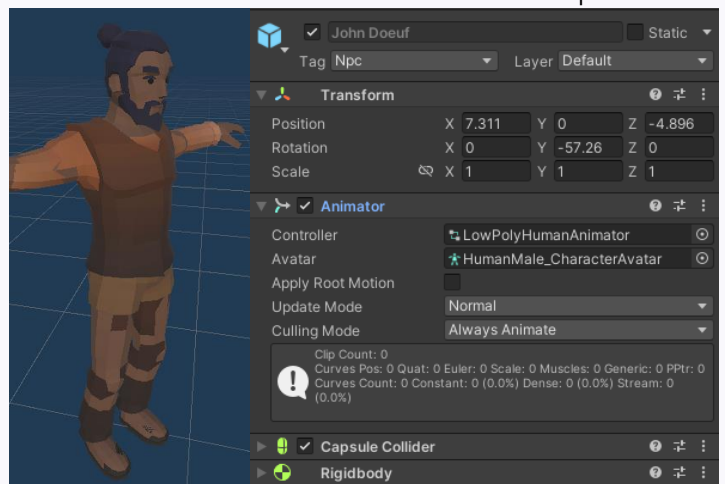 John Doeuf Static
Tag Npc Layer Default
Transform
Position X 7.311 Y 0 Z -4.896
Rotation X 0 Y -57.26 Z 0
Scale X 1 Y 1 Z 1
Animator
Controller LowPolyHumanAnimator
Avatar HumanMale_CharacterAvatar
Apply Root Motion
Update Mode Normal
Culling Mode Always Animate
Clip Count: 0
Curves Pos: 0 Quat: 0 Euler: 0 Scale: 0 Muscles: 0 Generic: 0 PPtr: 0
Curves Count: 0 Constant: 0 (0.0%) Dense: 0 (0.0%) Stream: 0
(0.0%)
Capsule Collider
Rigidbody